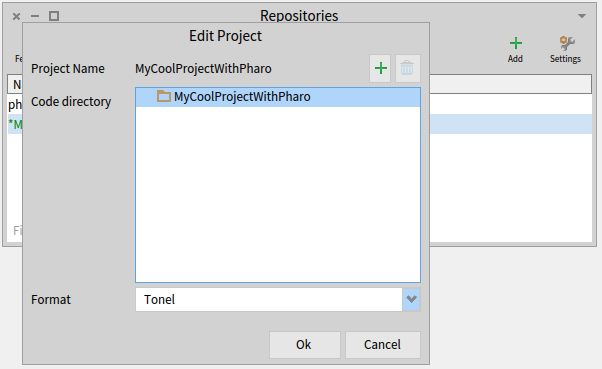 Repositories
Edit Project
Fe
Project Name MyCoolProjectWithPharo
Add Settings
N
Code directory MyCoolProjectWithPharo
ph
*M
Fi
Format Tonel
Ok Cancel